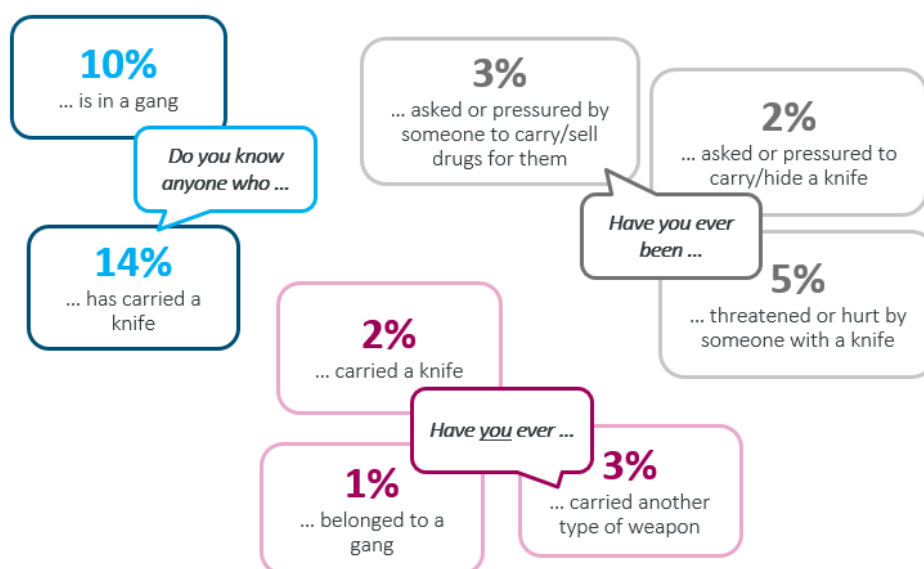 10%
... is in a gang
Do you know
anyone who ...
14%
... has carried a
knife
3%
... asked or pressured by
someone to carry/sell
drugs for them
2%
... asked or pressured to
carry/hide a knife
Have you ever
been ...
5%
... threatened or hurt by
someone with a knife
2%
... carried a knife
Have you ever ...
1%
... belonged to a
gang
3%
... carried another
type of weapon